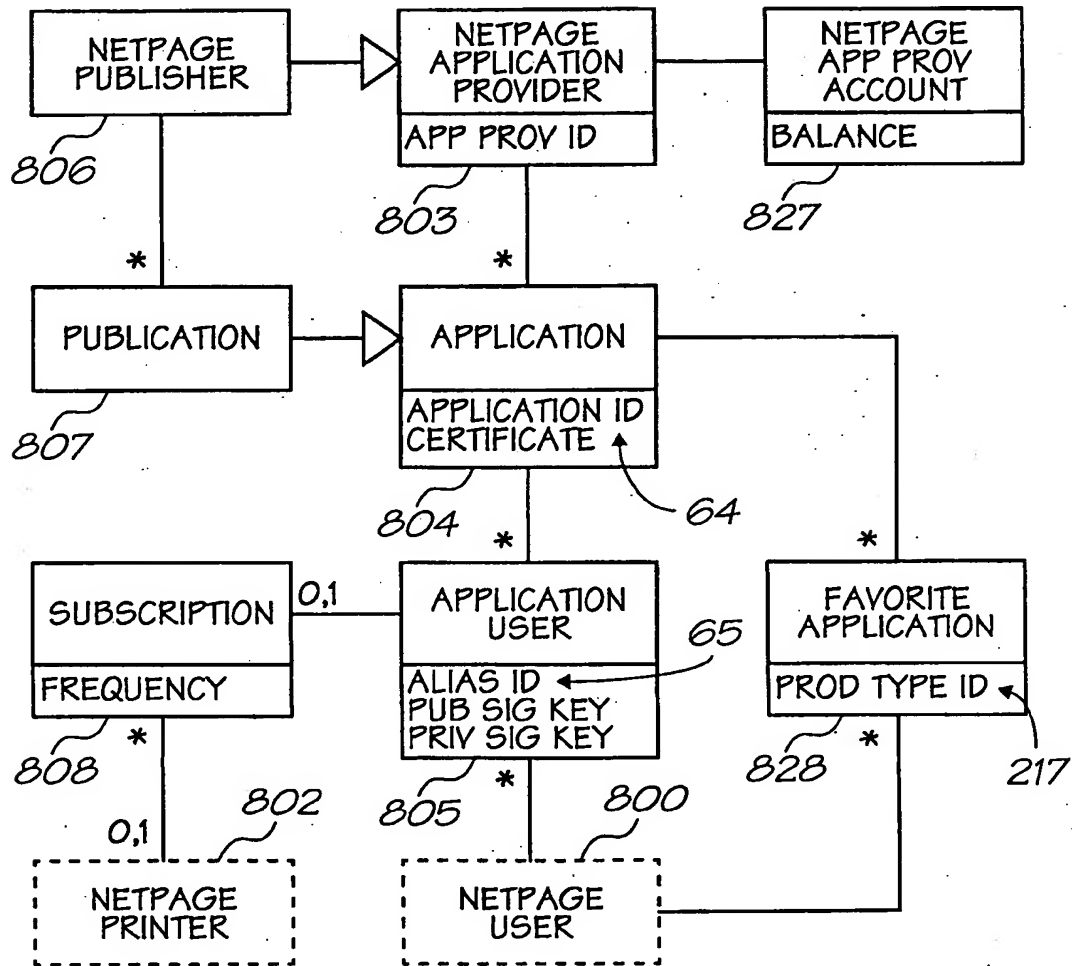 NETPAGE
PUBLISHER
806
NETPAGE
APPLICATION
PROVIDER
APP PROV ID
803
NETPAGE
APP PROV
ACCOUNT
BALANCE
827
*
*
PUBLICATION
807
APPLICATION
APPLICATION ID
CERTIFICATE
804
64
*
*
SUBSCRIPTION
FREQUENCY
808
0,1
APPLICATION
USER
ALIAS ID
PUB SIG KEY
PRIV SIG KEY
805
65
FAVORITE
APPLICATION
PROD TYPE ID
828
217
*
*
*
0,1
802
NETPAGE
PRINTER
800
NETPAGE
USER